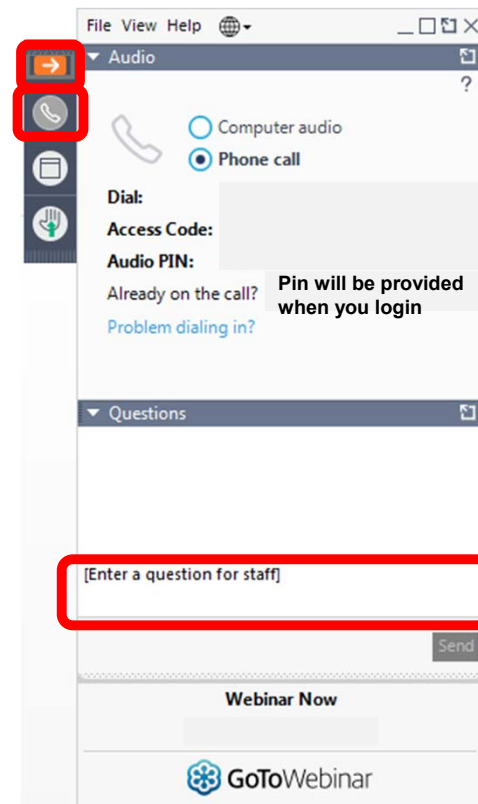 File View Help
Audio
?
Computer audio
Phone call
Dial:
Access Code:
Audio PIN:
Already on the call?
Pin will be provided
when you login
Problem dialing in?
Questions
[Enter a question for staff]
Send
Webinar Now
GoToWebinar